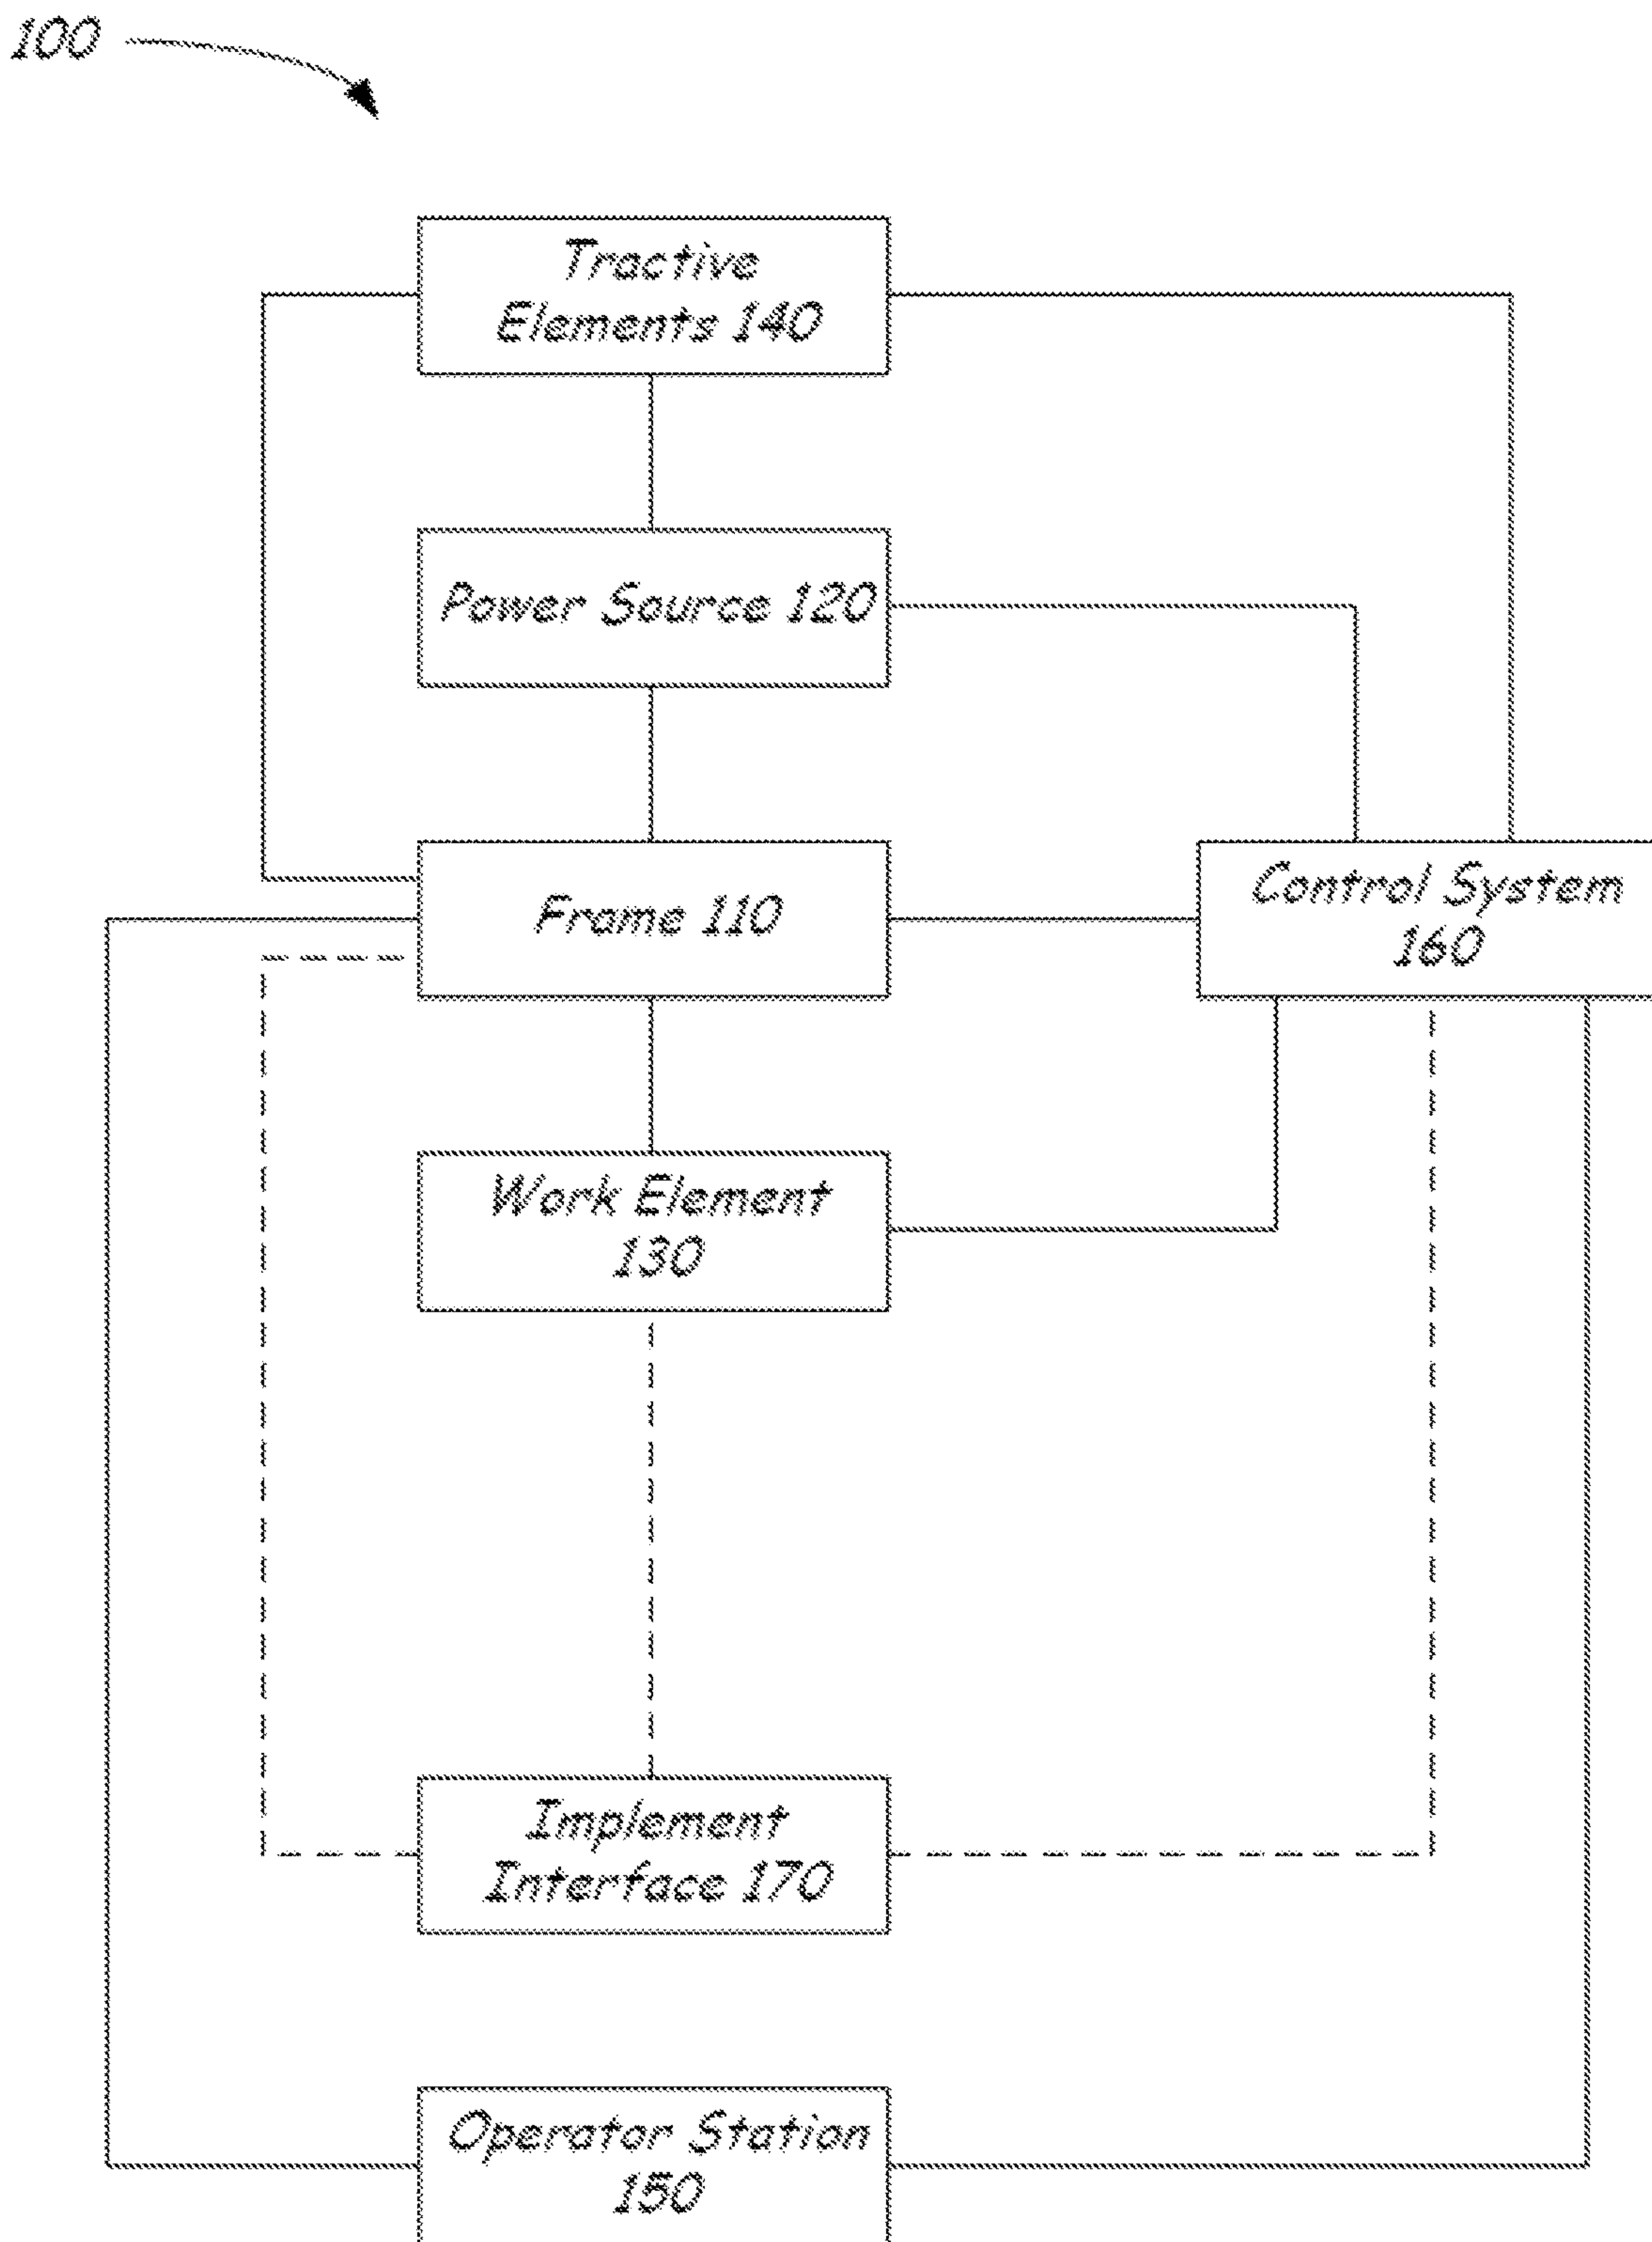 100
Tractive
Elements 140
Power Source 120
Frame 110
Control System
160
Work Element
130
Implement
Interface 170
Operator Station
150